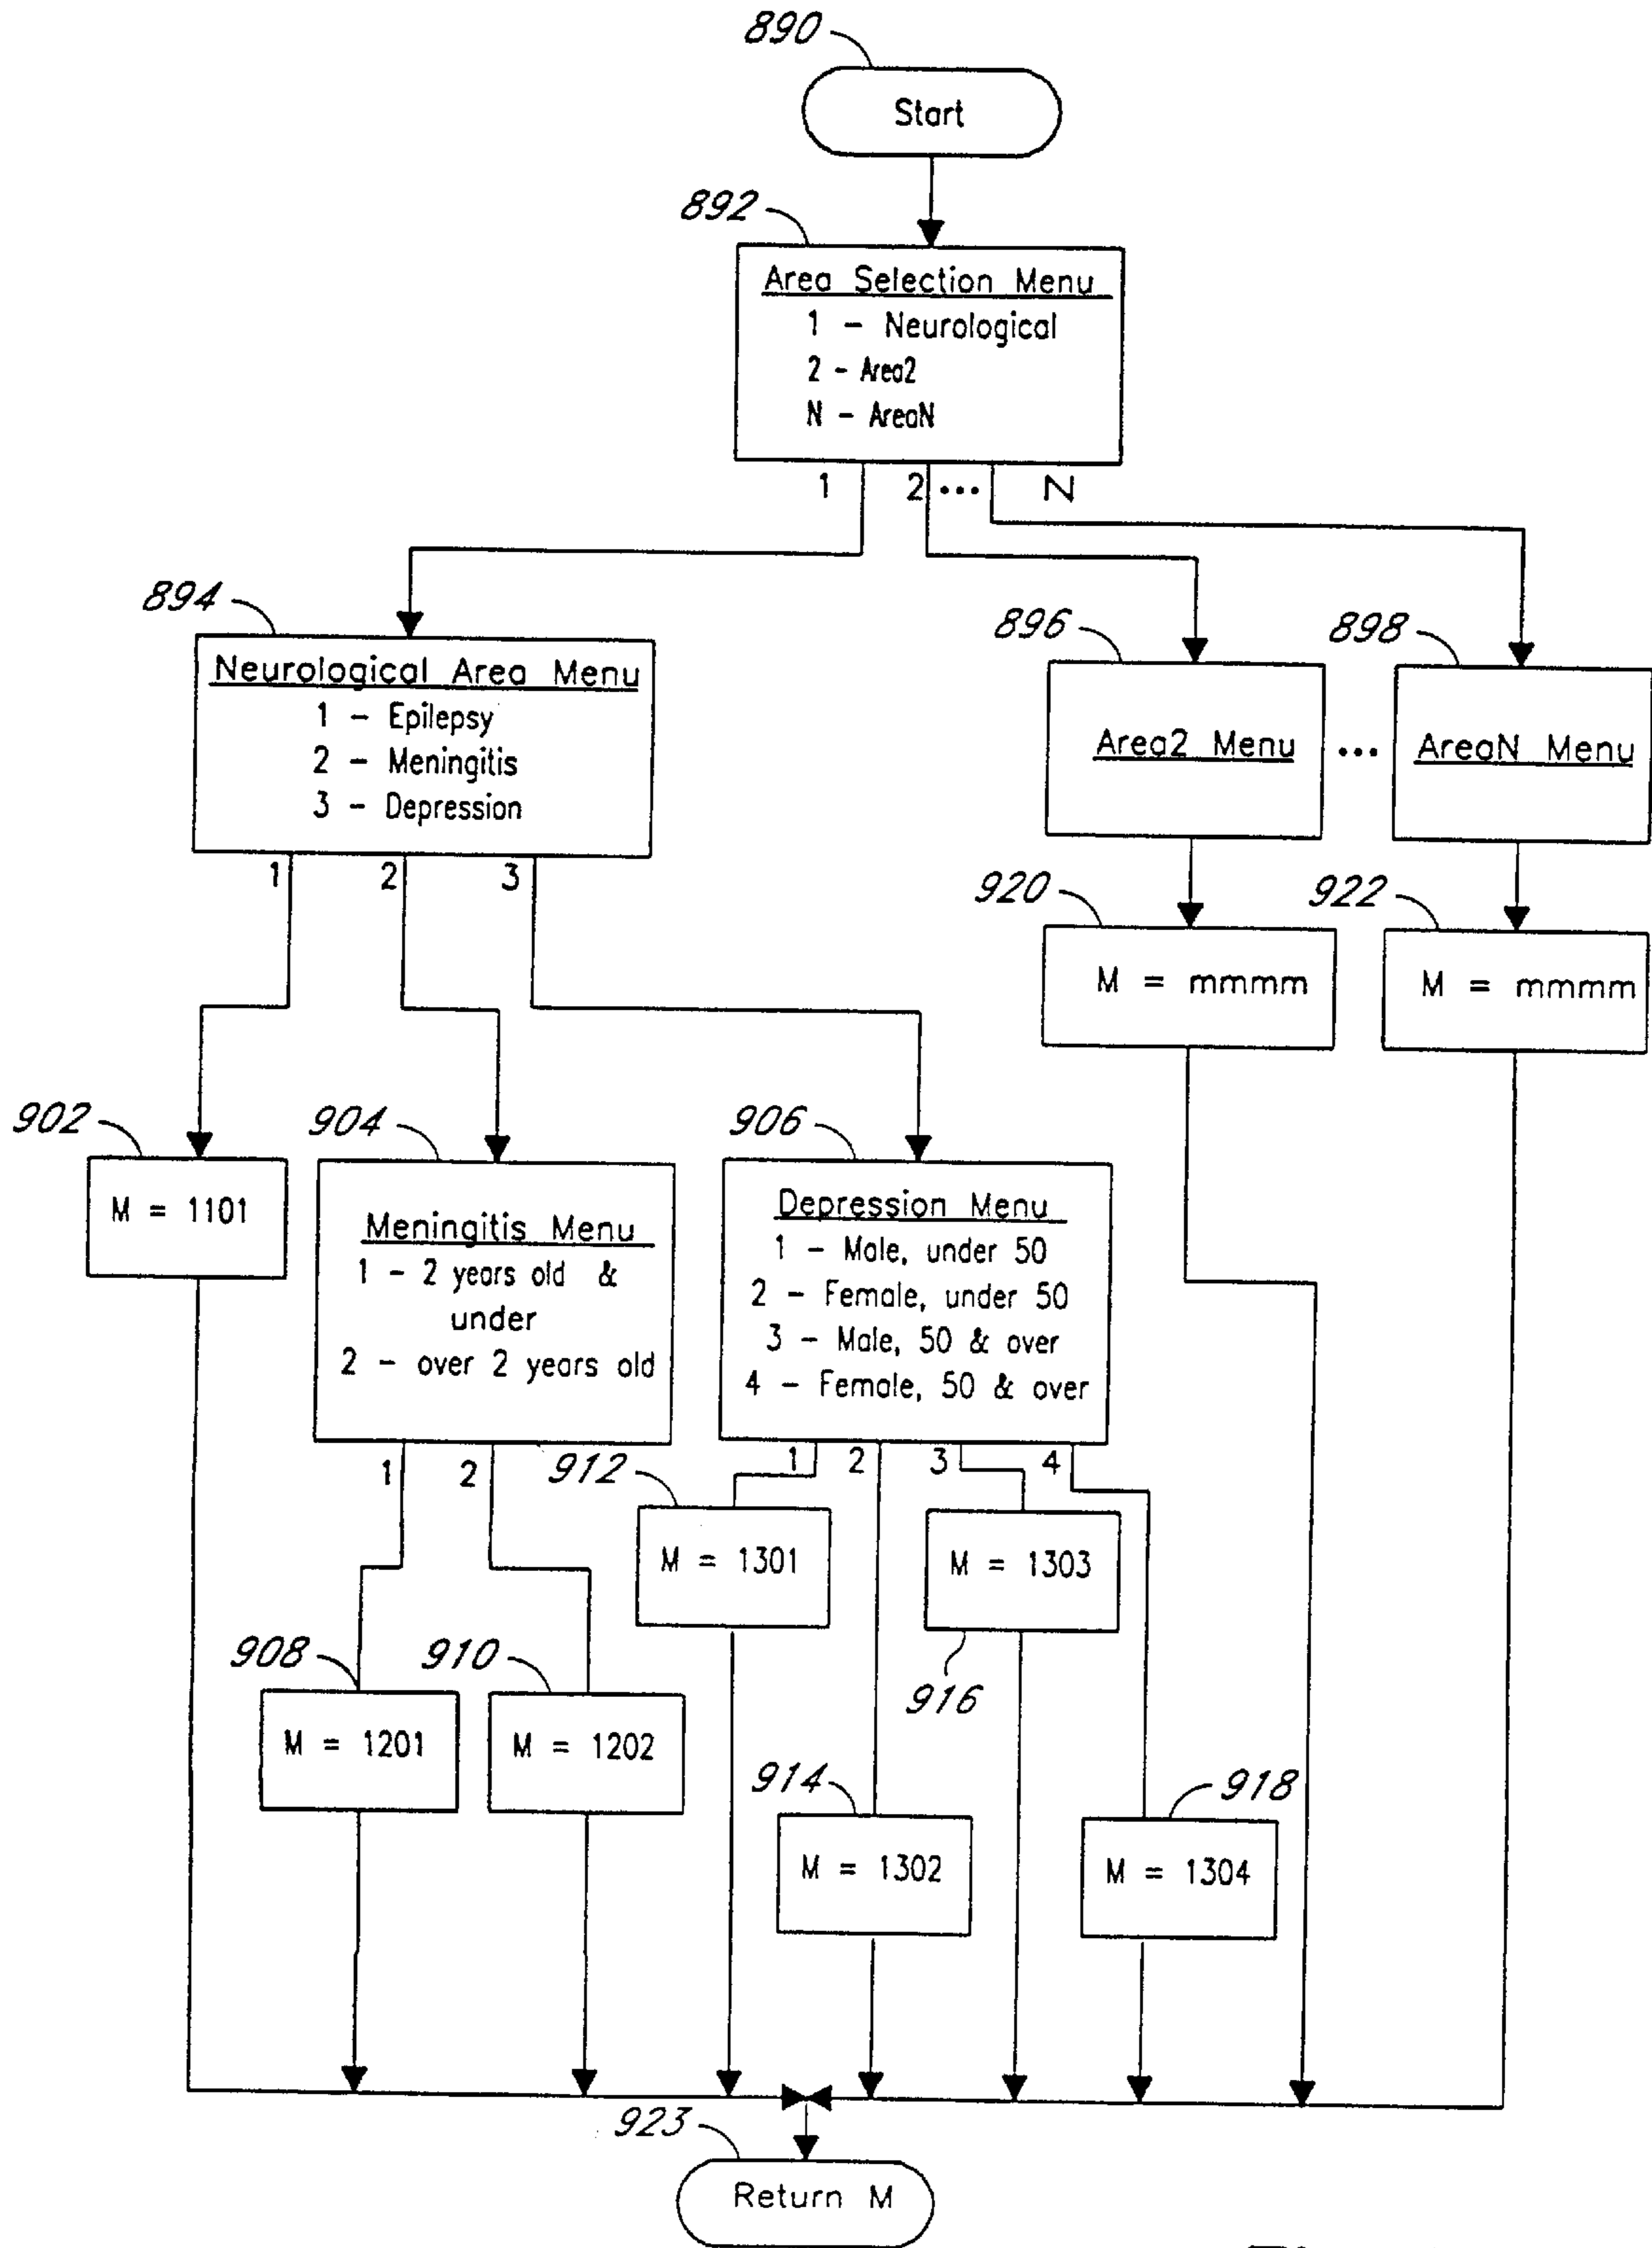 890
Start
892
Area Selection Menu
1 - Neurological
2 - Area2
N - AreaN
1 2 ... N
894
Neurological Area Menu
1 - Epilepsy
2 - Meningitis
3 - Depression
1 2 3
896
Area2 Menu
...
898
AreaN Menu
920
M = mmmm
922
M = mmmm
902
M = 1101
904
Meningitis Menu
1 - 2 years old &
under
2 - over 2 years old
1 2
906
Depression Menu
1 - Male, under 50
2 - Female, under 50
3 - Male, 50 & over
4 - Female, 50 & over
1 2 3 4
912
M = 1301
M = 1303
916
908
M = 1201
910
M = 1202
914
M = 1302
918
M = 1304
923
Return M